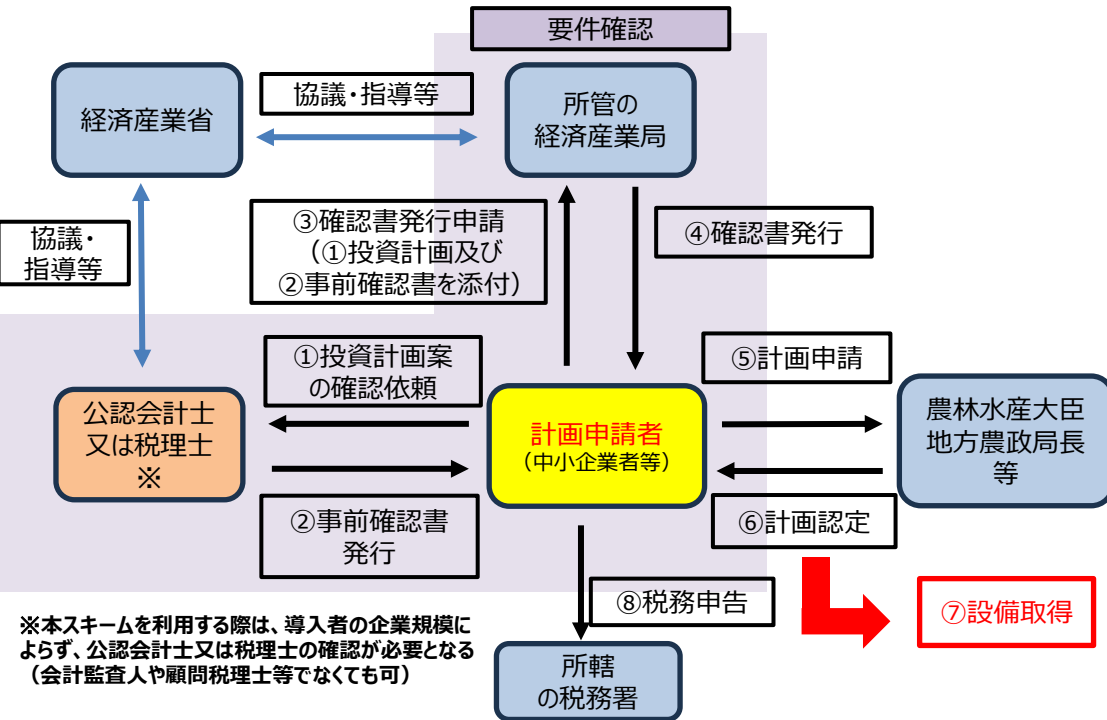 要件確認
経済産業省
協議・指導等
所管の
経済産業局
協議・
指導等
③確認書発行申請
（①投資計画及び
②事前確認書を添付）
④確認書発行
①投資計画案
の確認依頼
⑤計画申請
公認会計士
又は税理士
※
計画申請者
（中小企業者等）
農林水産大臣
地方農政局長
等
②事前確認書
発行
⑥計画認定
⑧税務申告
⑦設備取得
※本スキームを利用する際は、導入者の企業規模に
よらず、公認会計士又は税理士の確認が必要となる
（会計監査人や顧問税理士等でなくても可）
所轄
の税務署